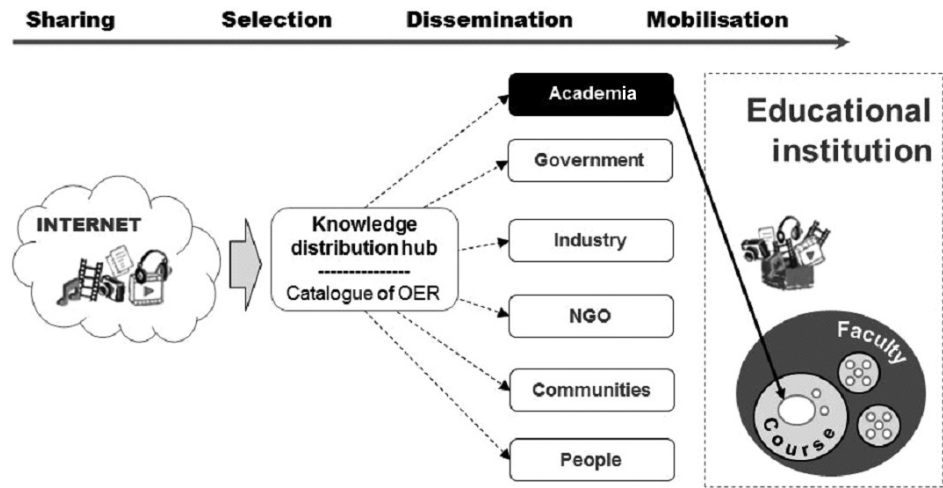 Sharing
Selection
Dissemination
Mobilisation
INTERNET
Knowledge
distribution hub
---------------
Catalogue of OER
Academia
Government
Industry
NGO
Communities
People
Educational
institution
Faculty
Course